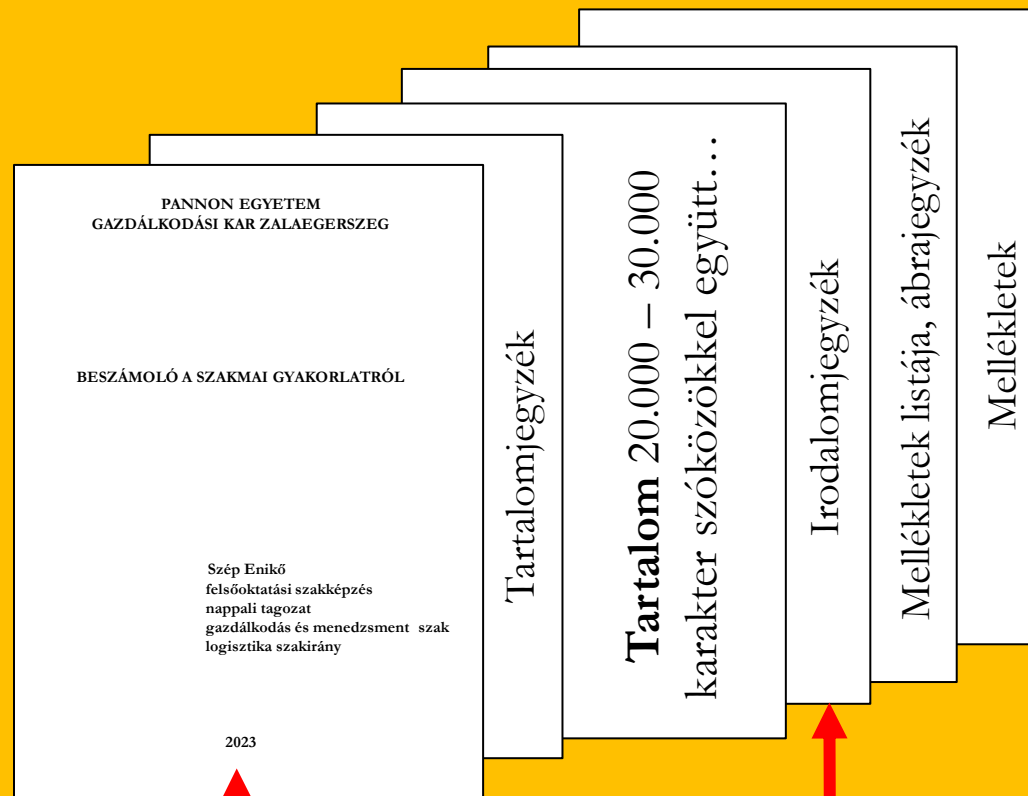 PANNON EGYETEM
GAZDÁLKODÁSI KAR ZALAEGERSZEG
BESZÁMOLÓ A SZAKMAI GYAKORLATRÓL
Szép Enikő
felsőoktatási szakképzés
nappali tagozat
gazdálkodás és menedzsment szak
logisztika szakirány
2023
Tartalomjegyzék
Tartalom 20.000 – 30.000
karakter szóközökkel együtt…
Irodalomjegyzék
Mellékletek listája, ábrajegyzék
Mellékletek